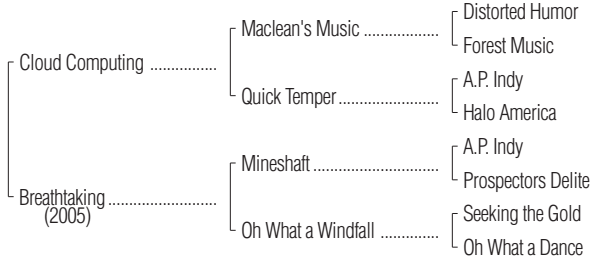 Distorted Humor
Maclean's Music ..................
Forest Music
Cloud Computing ................
A.P. Indy
Quick Temper........................
Halo America
A.P. Indy
Mineshaft ..............................
Prospectors Delite
Breathtaking ..........................
(2005)
Seeking the Gold
Oh What a Windfall ..............
Oh What a Dance